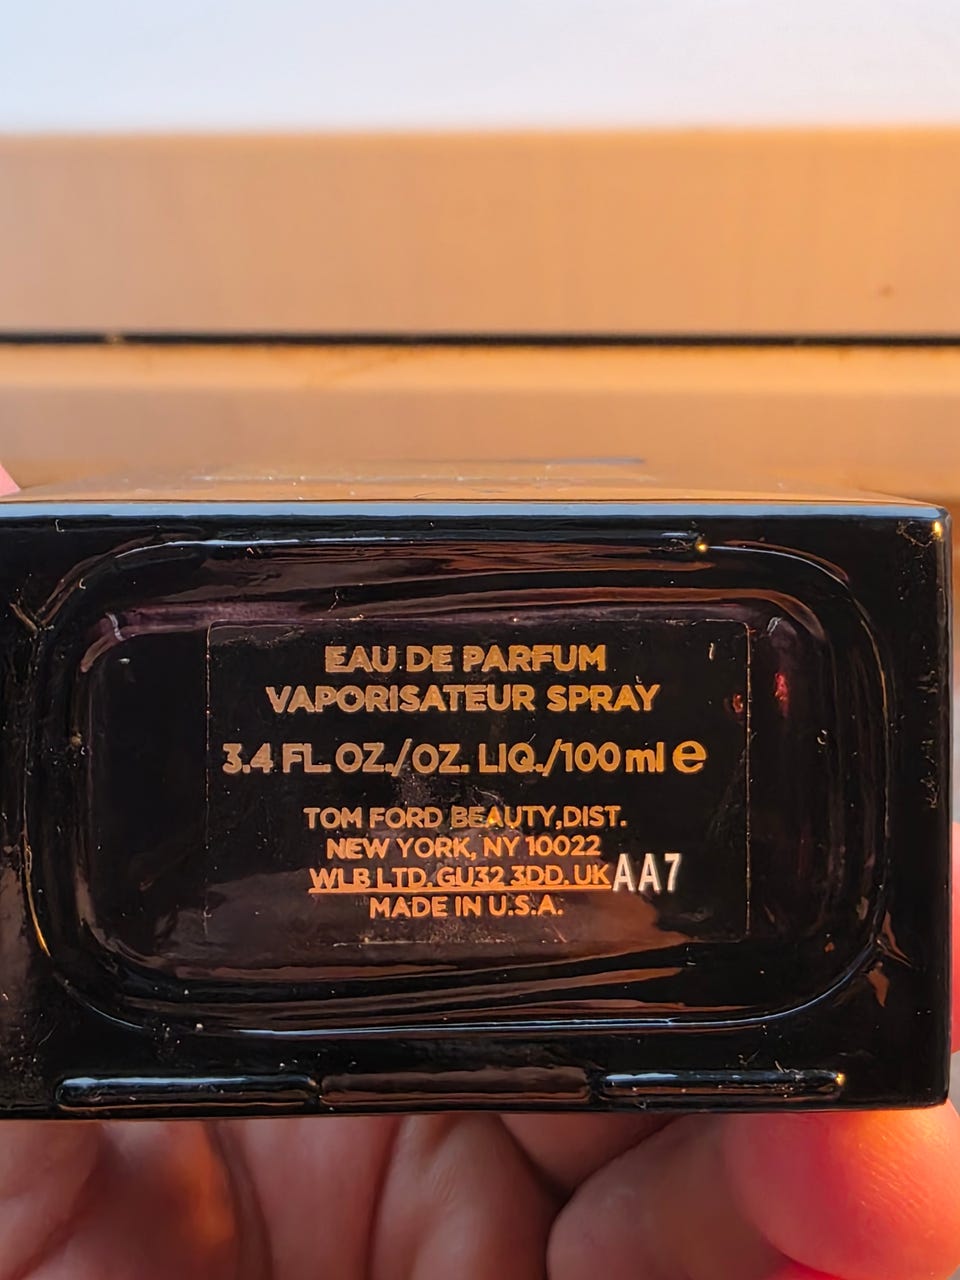 EAU DE PARFUM
VAPORISATEUR SPRAY
3.4 FL. OZ./OZ. LIQ./100 ml ℮
TOM FORD BEAUTY, DIST.
NEW YORK, NY 10022
WLB LTD. GU32 3DD. UK AA7
MADE IN U.S.A.